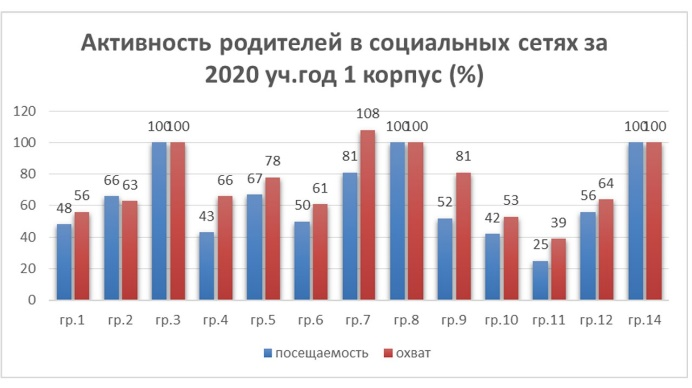 Активность родителей в социальных сетях за
2020 уч.год 1 корпус (%)
120
100
80
60
40
20
0
48 56 66 63 100 100 43 66 67 78 50 61 81 108 100 100 52 81 42 53 25 39 56 64 100 100
гр.1 гр.2 гр.3 гр.4 гр.5 гр.6 гр.7 гр.8 гр.9 гр.10 гр.11 гр.12 гр.14
посещаемость охват